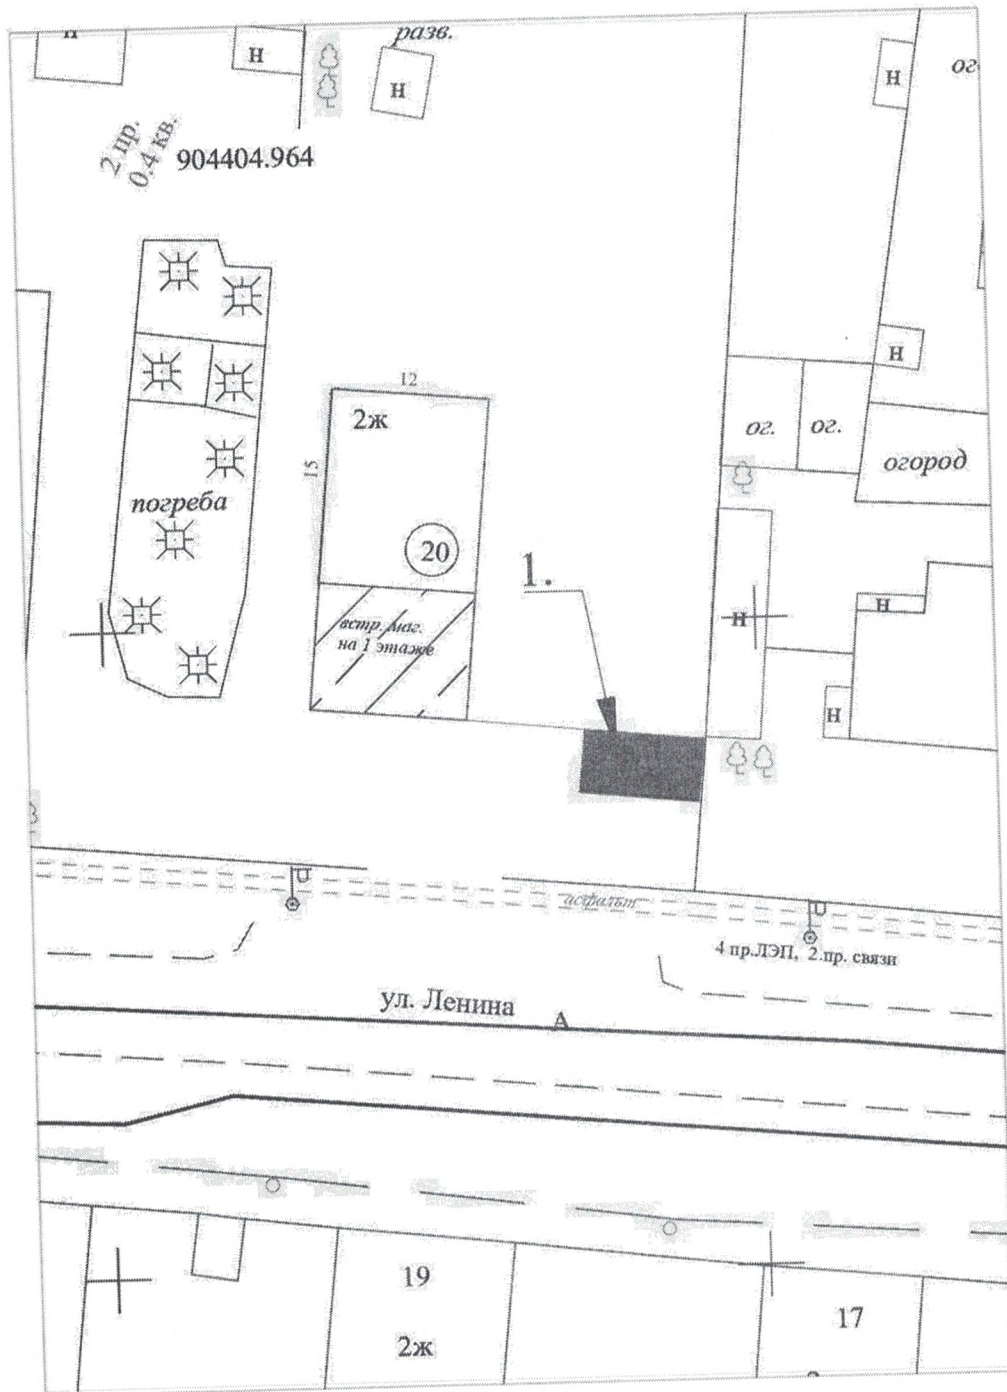 н
разв.
н
н
н
ог
2 пр.
0.4 кв.
904404.964
н
12
2ж
15
ог.
ог.
огород
погреба
20
1.
встр. маг.
на 1 этаже
н
н
н
асфальт
4 пр.ЛЭП, 2.пр. связи
ул. Ленина
А
19
2ж
17